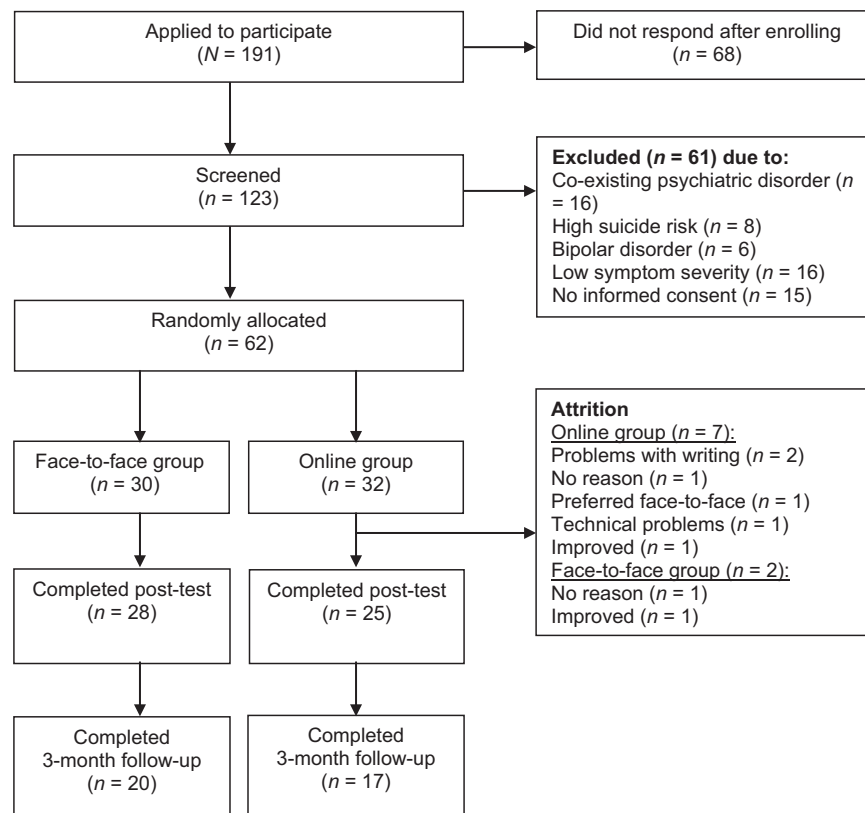 Applied to participate
(N = 191)
Did not respond after enrolling
(n = 68)
Screened
(n = 123)
Excluded (n = 61) due to:
Co-existing psychiatric disorder (n
= 16)
High suicide risk (n = 8)
Bipolar disorder (n = 6)
Low symptom severity (n = 16)
No informed consent (n = 15)
Randomly allocated
(n = 62)
Face-to-face group
(n = 30)
Online group
(n = 32)
Attrition
Online group (n = 7):
Problems with writing (n = 2)
No reason (n = 1)
Preferred face-to-face (n = 1)
Technical problems (n = 1)
Improved (n = 1)
Face-to-face group (n = 2):
No reason (n = 1)
Improved (n = 1)
Completed post-test
(n = 28)
Completed post-test
(n = 25)
Completed
3-month follow-up
(n = 20)
Completed
3-month follow-up
(n = 17)